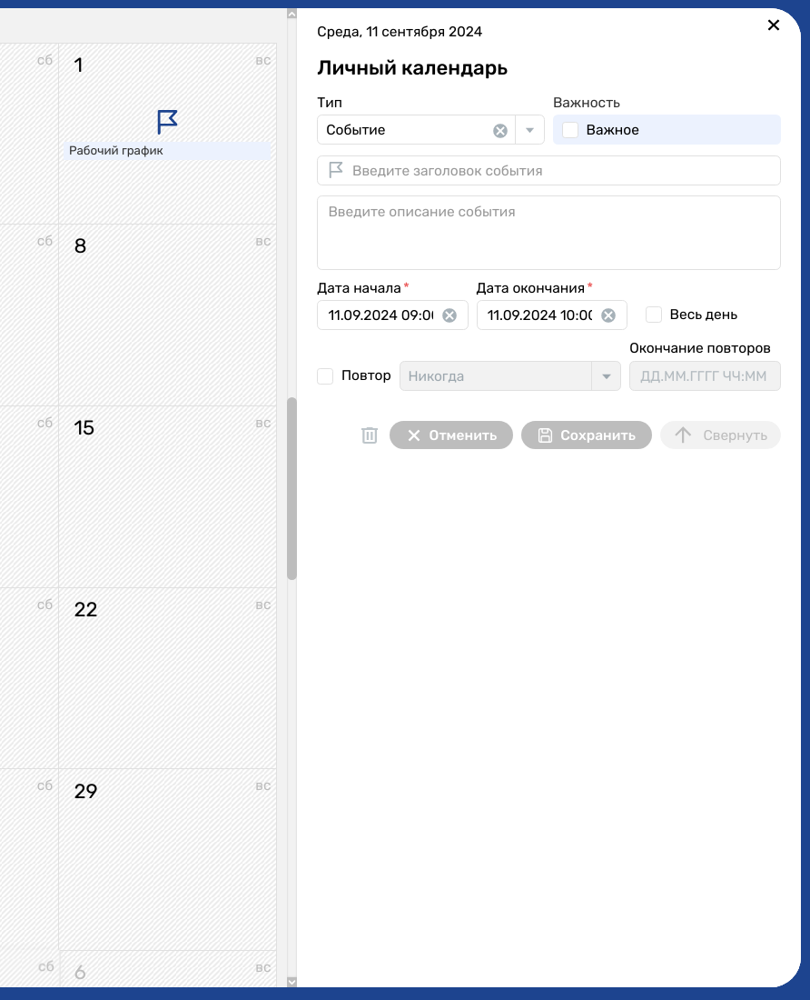 сб
1
вс
Рабочий график
сб
8
вс
сб
15
вс
сб
22
вс
сб
29
вс
сб
6
вс
Среда, 11 сентября 2024
Личный календарь
Тип
Важность
Событие
Важное
Введите заголовок события
Введите описание события
Дата начала*
Дата окончания*
11.09.2024 09:00
11.09.2024 10:00
Весь день
Окончание повторов
Повтор
Никогда
ДД.ММ.ГГГГ ЧЧ:ММ
Отменить
Сохранить
Свернуть